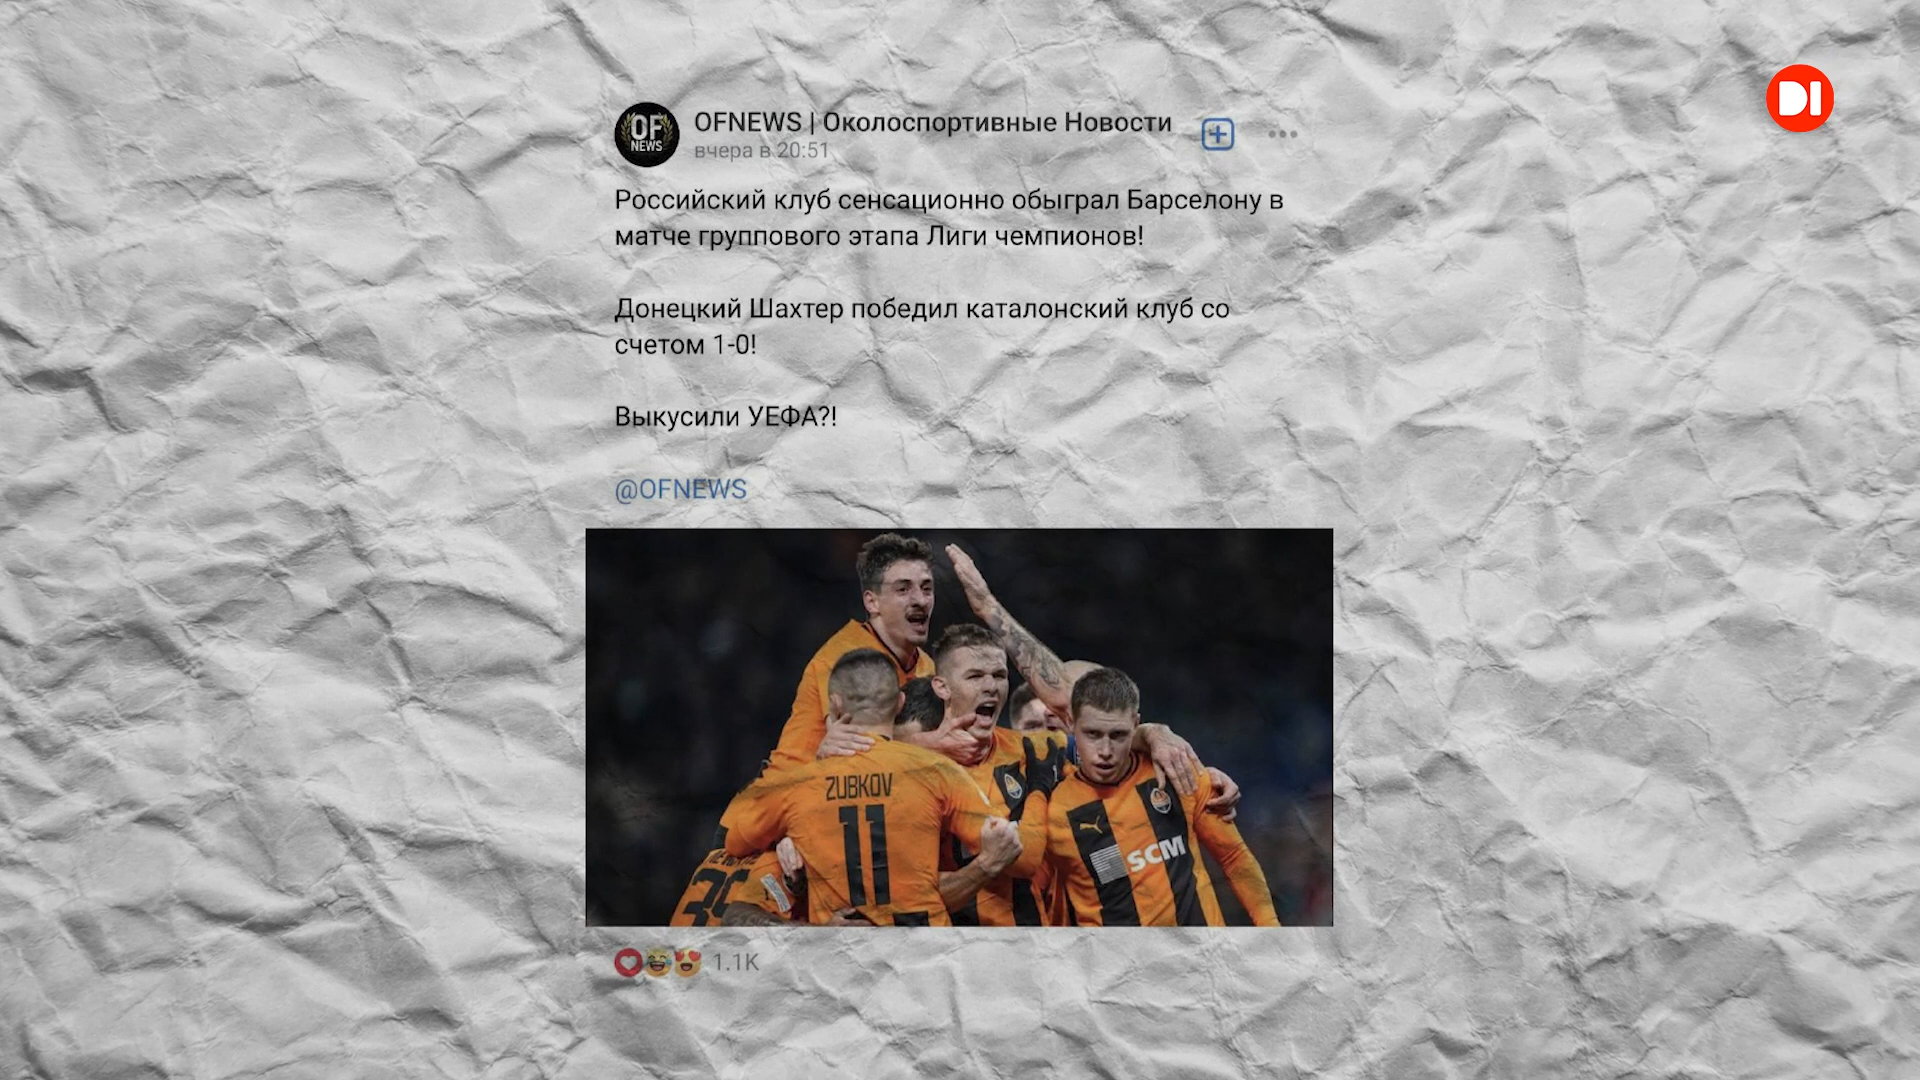 DI
OF
NEWS
OFNEWS | Околоспортивные Новости
вчера в 20:51
Российский клуб сенсационно обыграл Барселону в
матче группового этапа Лиги чемпионов!
Донецкий Шахтер победил каталонский клуб со
счетом 1-0!
Выкусили УЕФА?!
@OFNEWS
ZUBKOV
11
SCM
1.1K